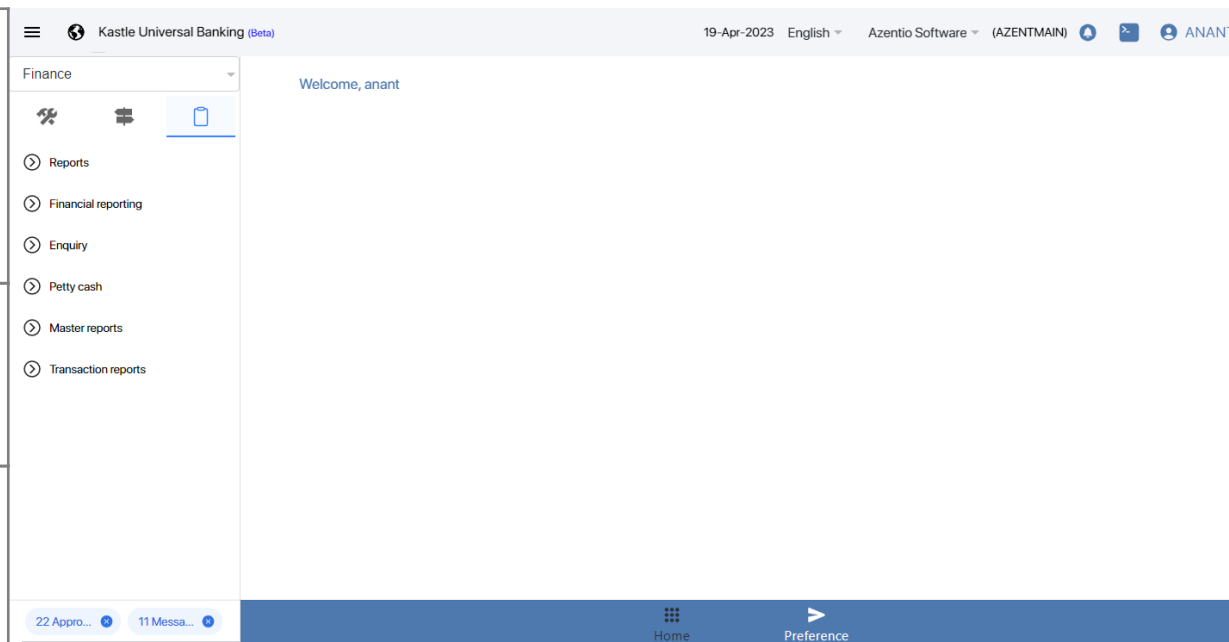 Kastle Universal Banking (Beta)
19-Apr-2023 English Azentio Software (AZENTMAIN) ANANT
Finance
Welcome, anant
Reports
Financial reporting
Enquiry
Petty cash
Master reports
Transaction reports
22 Appro... 11 Messa...
Home Preference